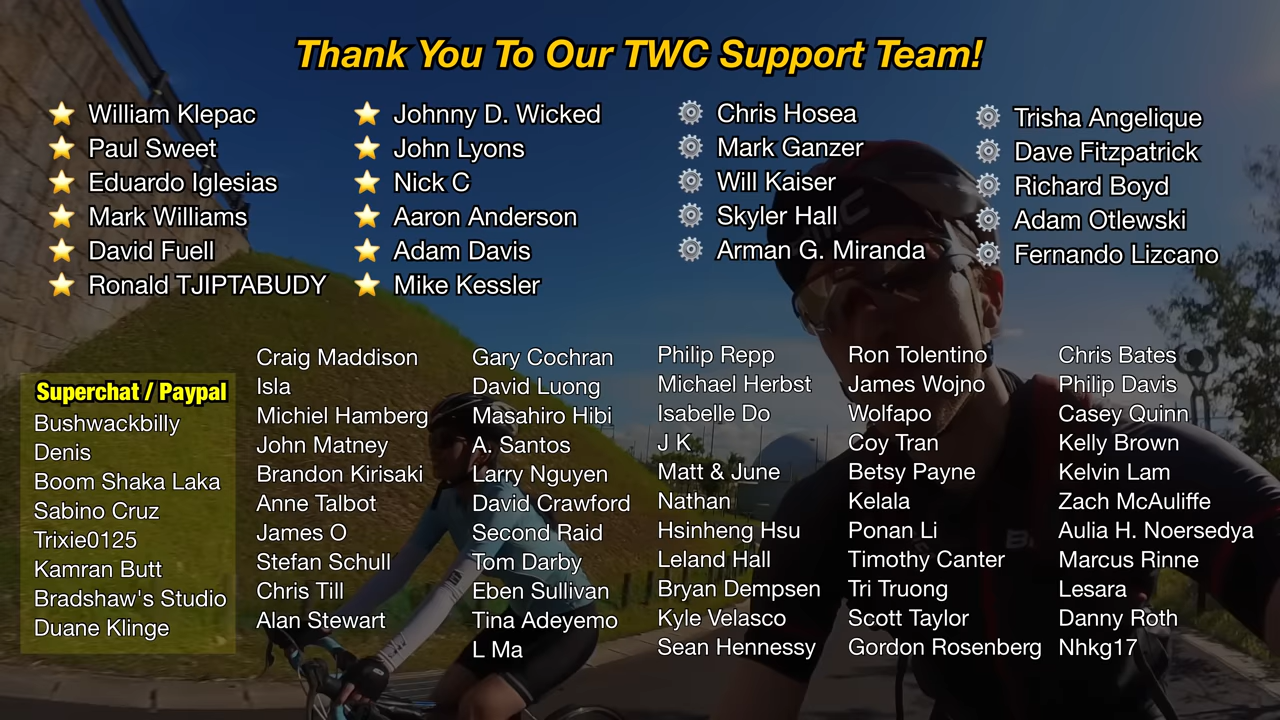 Thank You To Our TWC Support Team!
William Klepac
Paul Sweet
Eduardo Iglesias
Mark Williams
David Fuell
Ronald TJIPTABUDY
Johnny D. Wicked
John Lyons
Nick C
Aaron Anderson
Adam Davis
Mike Kessler
Chris Hosea
Mark Ganzer
Will Kaiser
Skyler Hall
Arman G. Miranda
Trisha Angelique
Dave Fitzpatrick
Richard Boyd
Adam Otlewski
Fernando Lizcano
Superchat / Paypal
Bushwackbilly
Denis
Boom Shaka Laka
Sabino Cruz
Trixie0125
Kamran Butt
Bradshaw's Studio
Duane Klinge
Craig Maddison
Isla
Michiel Hamberg
John Matney
Brandon Kirisaki
Anne Talbot
James O
Stefan Schull
Chris Till
Alan Stewart
Gary Cochran
David Luong
Masahiro Hibi
A. Santos
Larry Nguyen
David Crawford
Second Raid
Tom Darby
Eben Sullivan
Tina Adeyemo
L Ma
Philip Repp
Michael Herbst
Isabelle Do
J K
Matt & June
Nathan
Hsinheng Hsu
Leland Hall
Bryan Dempsen
Kyle Velasco
Sean Hennessy
Ron Tolentino
James Wojno
Wolfapo
Coy Tran
Betsy Payne
Kelala
Ponan Li
Timothy Canter
Tri Truong
Scott Taylor
Gordon Rosenberg
Chris Bates
Philip Davis
Casey Quinn
Kelly Brown
Kelvin Lam
Zach McAuliffe
Aulia H. Noersedya
Marcus Rinne
Lesara
Danny Roth
Nhkg17